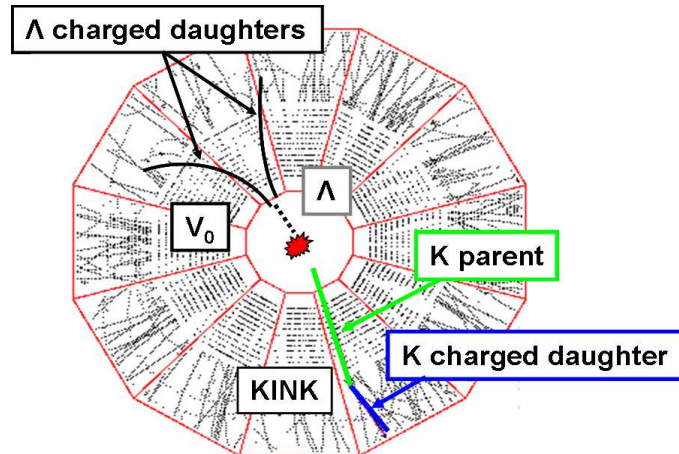 Λ charged daughters
Λ
V₀
K parent
K charged daughter
KINK